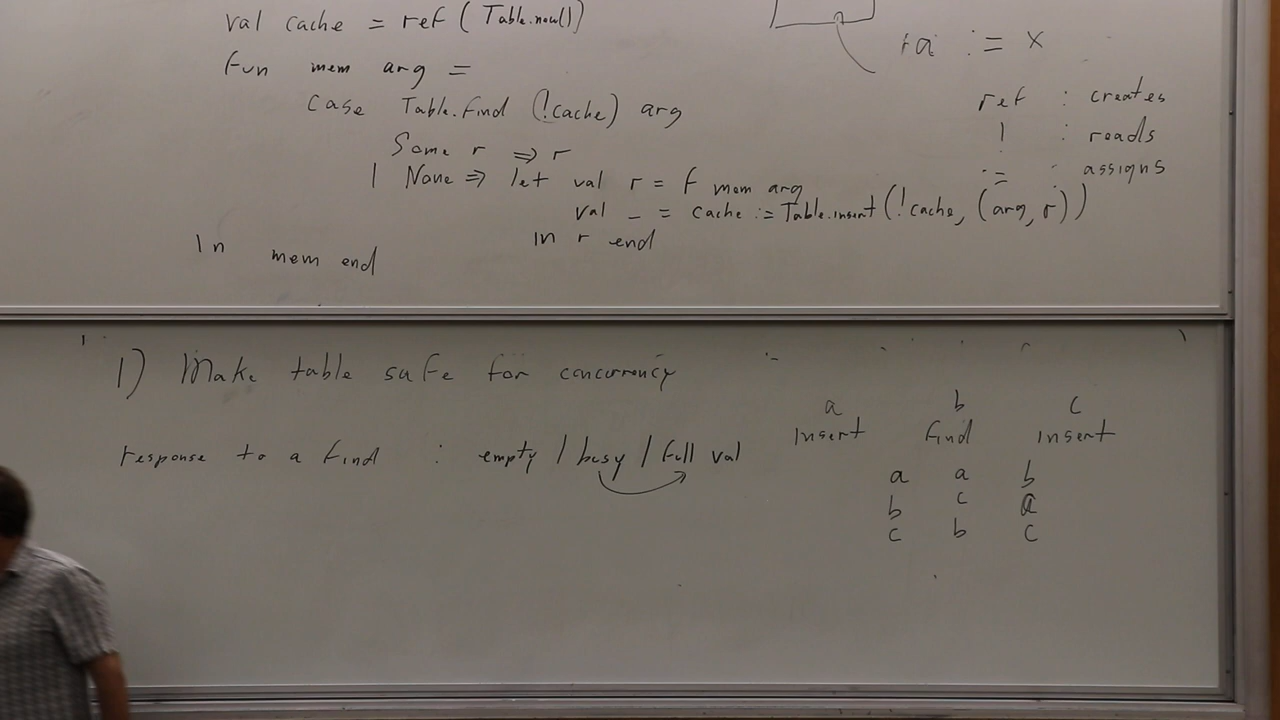 val cache = ref (Table.new())
fun mem arg =
case Table.find (!cache) arg
Some r ⇒ r
| None ⇒ let val r = f mem arg
val _ = cache := Table.insert (!cache, (arg, r))
in r end
In mem end
ra := x
ref : creates
! : reads
:= : assigns
1) Make table safe for concurrency
response to a find : empty / busy / full val
a b c
insert find insert
a a b
b c a
c b c